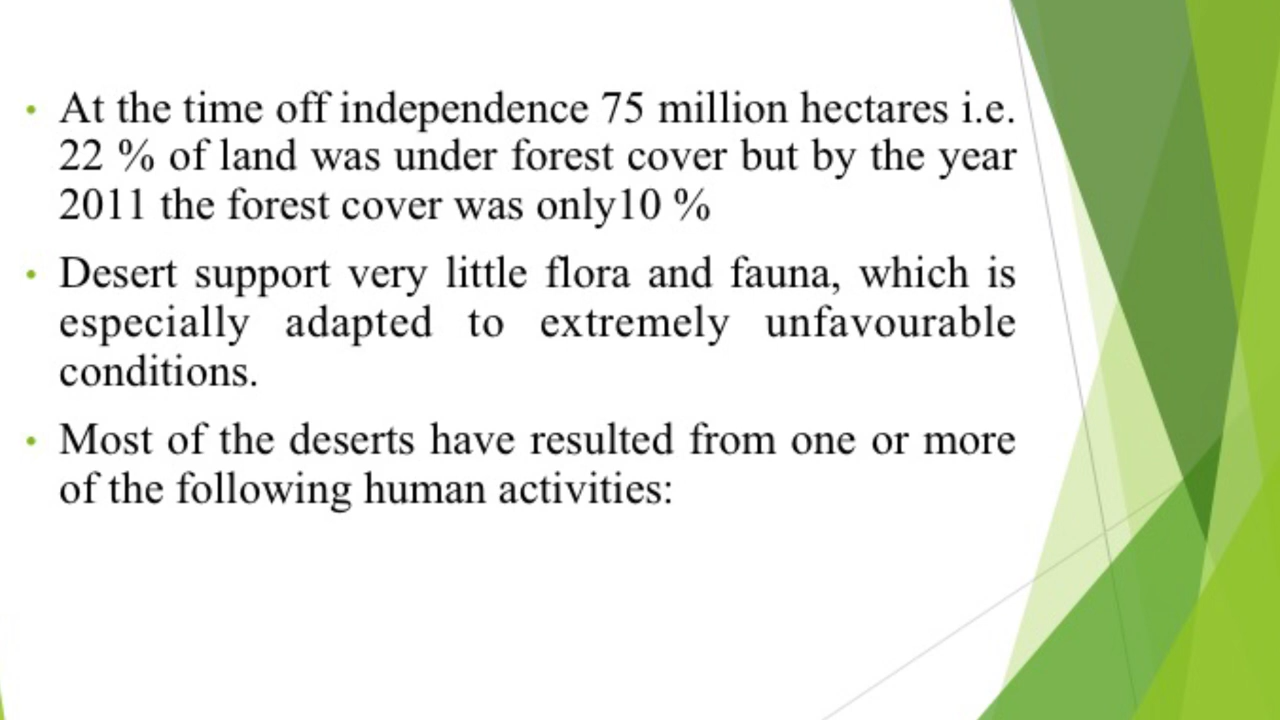 • At the time off independence 75 million hectares i.e.
22 % of land was under forest cover but by the year
2011 the forest cover was only10 %
• Desert support very little flora and fauna, which is
especially adapted to extremely unfavourable
conditions.
• Most of the deserts have resulted from one or more
of the following human activities: